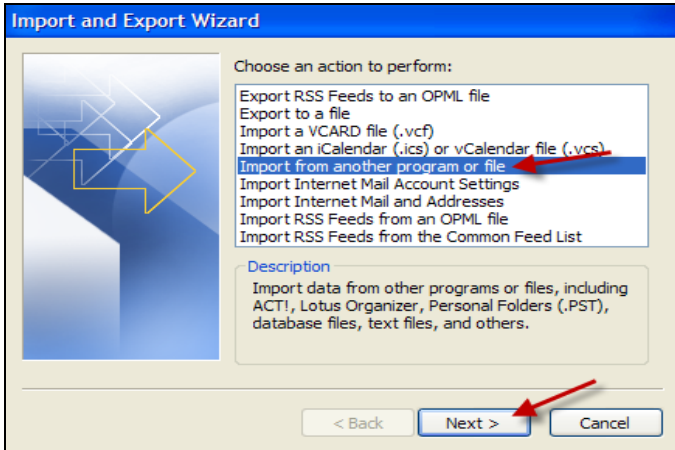 Import and Export Wizard
Choose an action to perform:
Export RSS Feeds to an OPML file
Export to a file
Import a VCARD file (.vcf)
Import an iCalendar (.ics) or vCalendar file (.vcs)
Import from another program or file
Import Internet Mail Account Settings
Import Internet Mail and Addresses
Import RSS Feeds from an OPML file
Import RSS Feeds from the Common Feed List
Description
Import data from other programs or files, including
ACT!, Lotus Organizer, Personal Folders (.PST),
database files, text files, and others.
< Back Next > Cancel